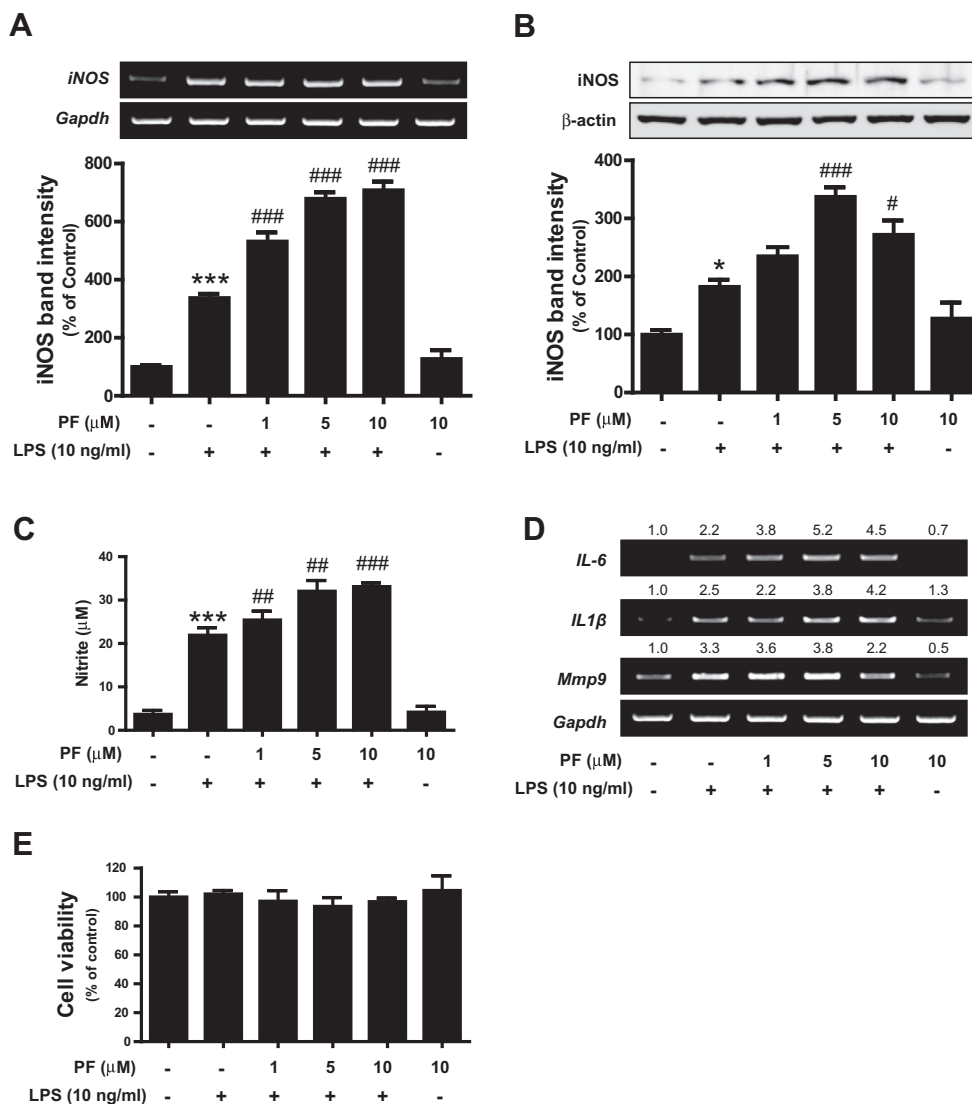 A
iNOS
Gapdh
iNOS band intensity
(% of Control)
800
600
400
200
0
***
###
###
###
PF (μM) - - 1 5 10 10
LPS (10 ng/ml) - + + + + -
B
iNOS
β-actin
iNOS band intensity
(% of Control)
400
300
200
100
0
*
###
#
PF (μM) - - 1 5 10 10
LPS (10 ng/ml) - + + + + -
C
Nitrite (μM)
40
30
20
10
0
***
##
##
###
PF (μM) - - 1 5 10 10
LPS (10 ng/ml) - + + + + -
D
1.0 2.2 3.8 5.2 4.5 0.7
IL-6
1.0 2.5 2.2 3.8 4.2 1.3
IL1β
1.0 3.3 3.6 3.8 2.2 0.5
Mmp9
Gapdh
PF (μM) - - 1 5 10 10
LPS (10 ng/ml) - + + + + -
E
Cell viability
(% of control)
120
100
80
60
40
20
0
PF (μM) - - 1 5 10 10
LPS (10 ng/ml) - + + + + -